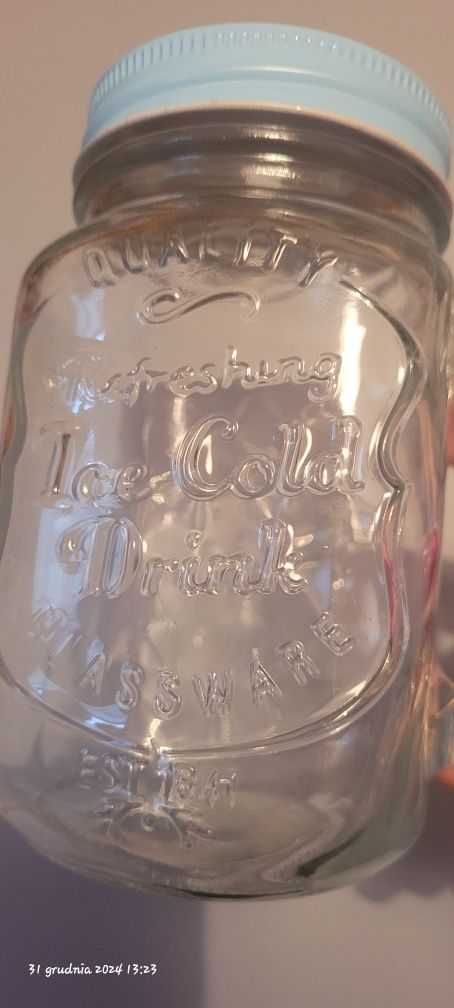 QUALITY
Refreshing
Ice Cold
Drink
GLASSWARE
EST 1941
31 grudnia 2024 13:23